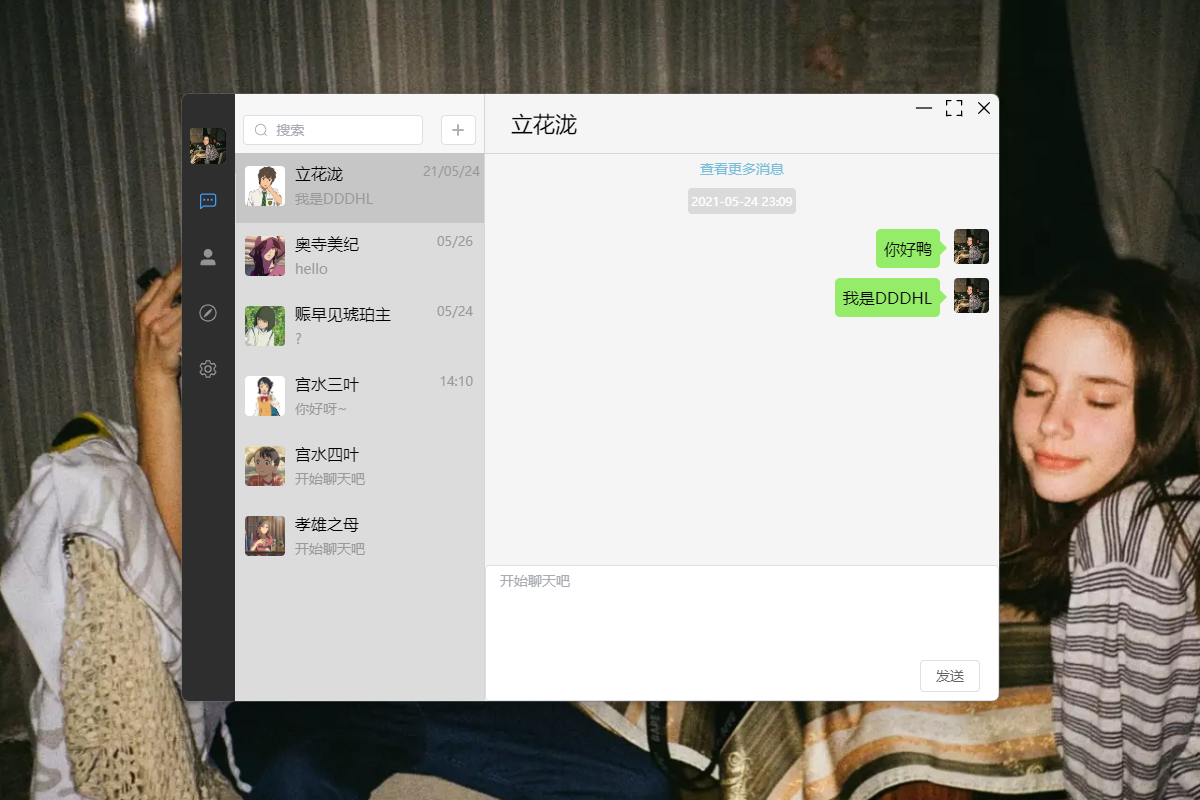 搜索
立花泷
21/05/24
我是DDDHL
奥寺美纪
05/26
hello
赈早见琥珀主
05/24
?
宫水三叶
14:10
你好呀~
宫水四叶
开始聊天吧
孝雄之母
开始聊天吧
立花泷
查看更多消息
2021-05-24 23:09
你好鸭
我是DDDHL
开始聊天吧
发送